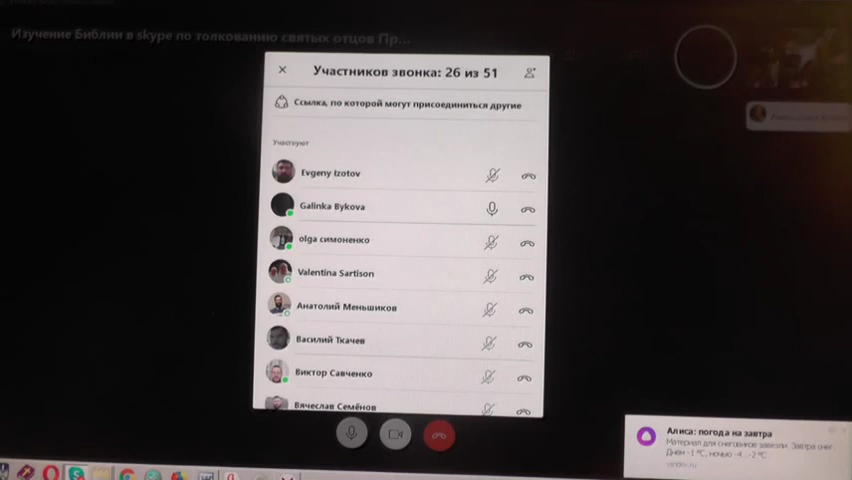 Изучение Библии в skype по толкованию святых отцов Пр...
Участников звонка: 26 из 51
Ссылка, по которой могут присоединиться другие
Участвуют
Evgeny Izotov
Galinka Bykova
olga симоненко
Valentina Sartison
Анатолий Меньшиков
Василий Ткачев
Виктор Савченко
Вячеслав Семёнов
Алиса: погода на завтра
Материал для снеговиков завезли. Завтра снег.
Днём -1 °C, ночью -4...-2 °C
yandex.ru